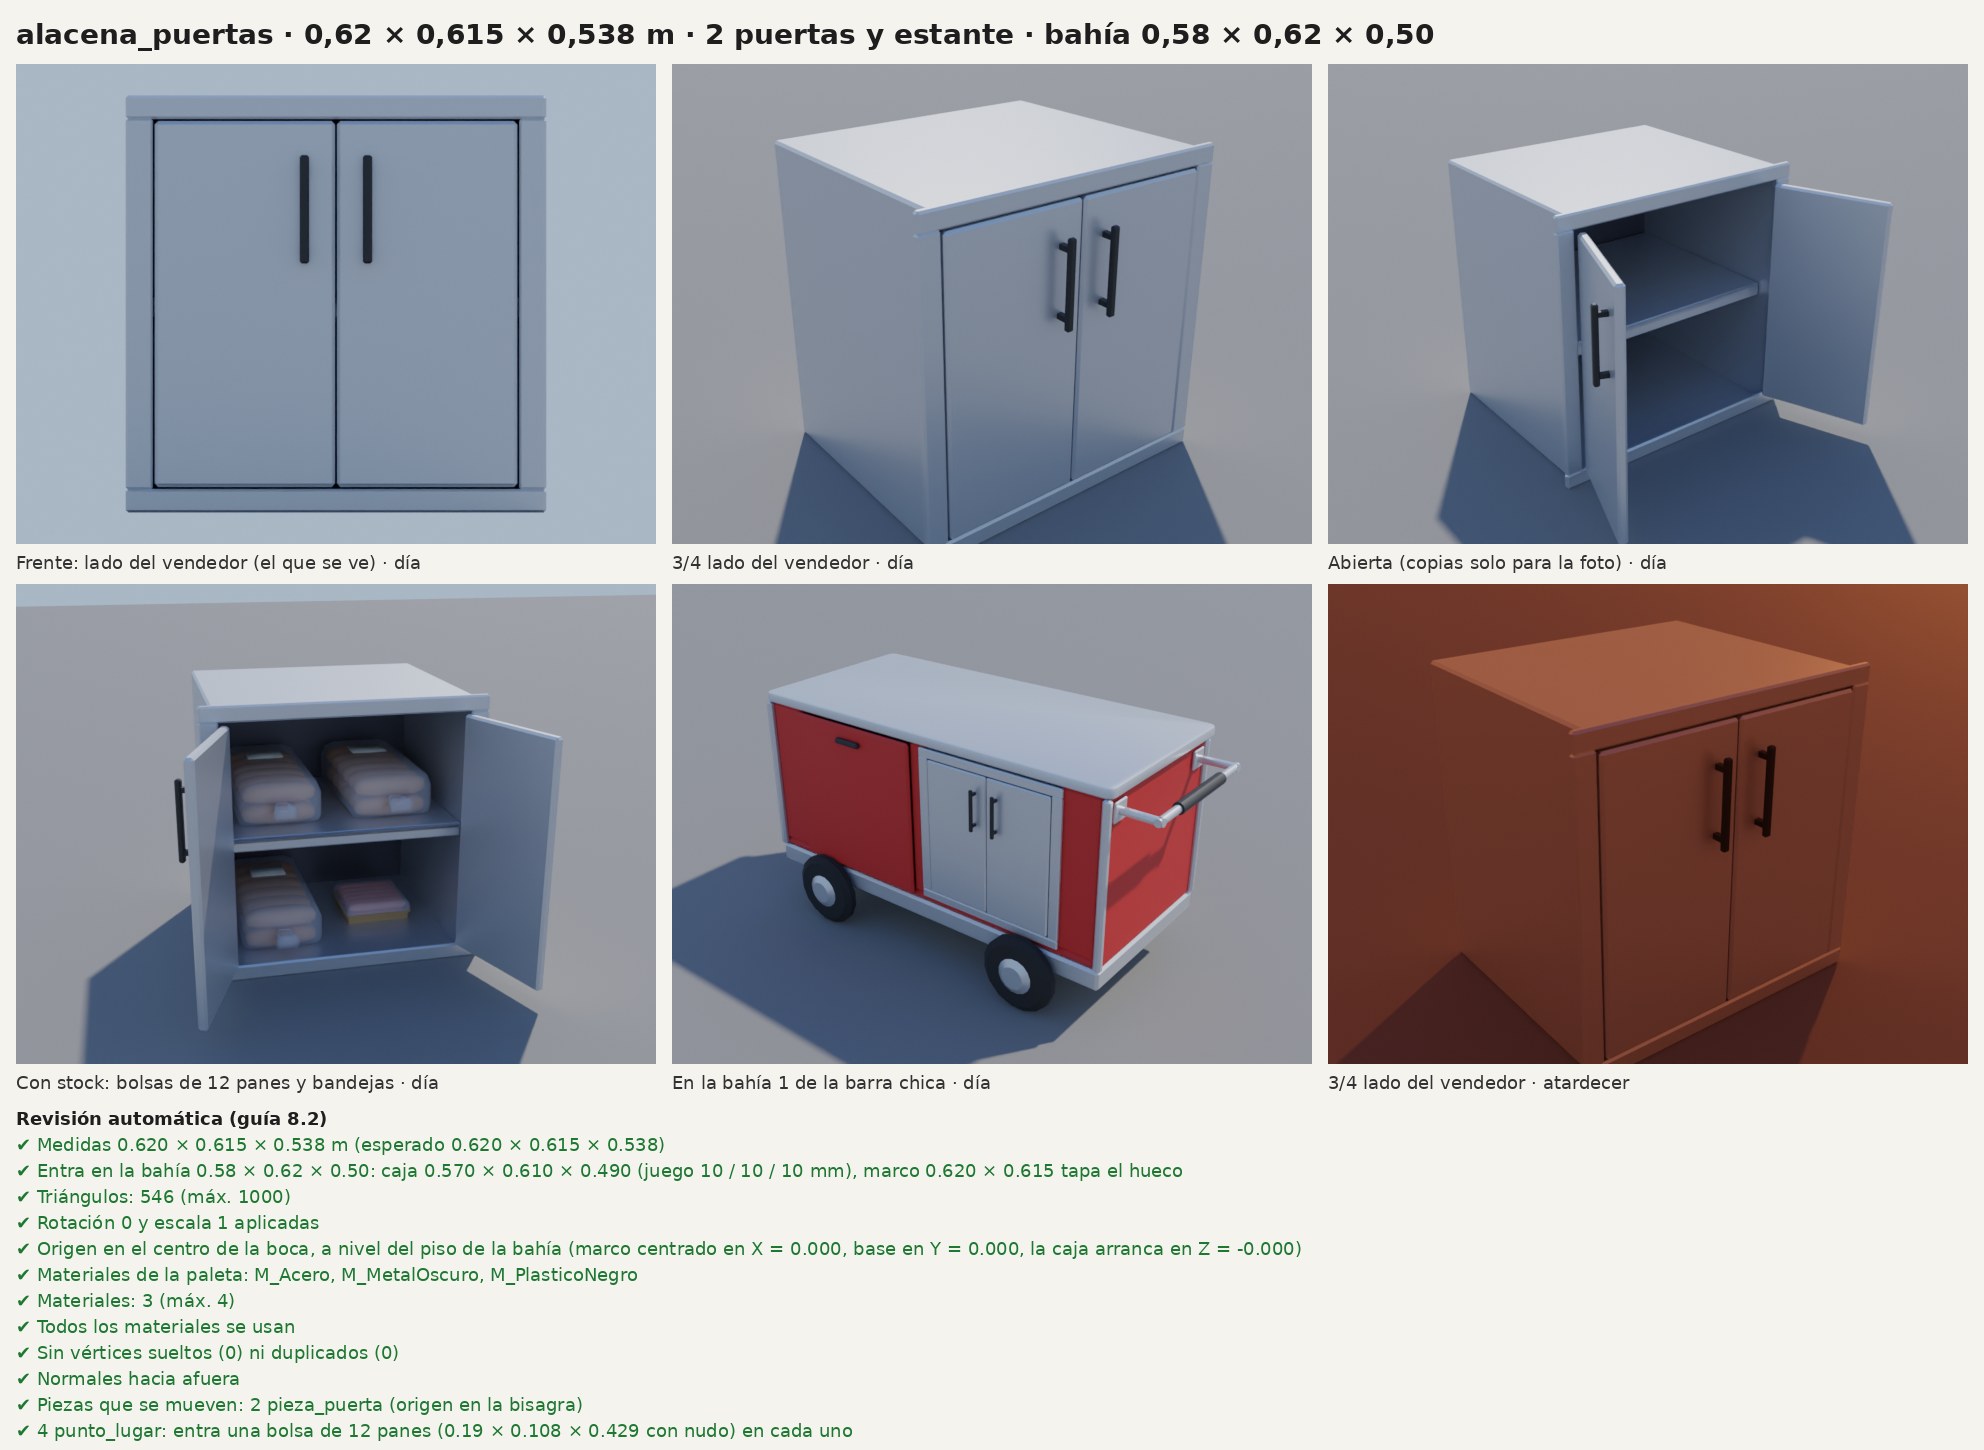 alacena_puertas · 0,62 × 0,615 × 0,538 m · 2 puertas y estante · bahía 0,58 × 0,62 × 0,50
Frente: lado del vendedor (el que se ve) · día
3/4 lado del vendedor · día
Abierta (copias solo para la foto) · día
Con stock: bolsas de 12 panes y bandejas · día
En la bahía 1 de la barra chica · día
3/4 lado del vendedor · atardecer
Revisión automática (guía 8.2)
✔ Medidas 0.620 × 0.615 × 0.538 m (esperado 0.620 × 0.615 × 0.538)
✔ Entra en la bahía 0.58 × 0.62 × 0.50: caja 0.570 × 0.610 × 0.490 (juego 10 / 10 / 10 mm), marco 0.620 × 0.615 tapa el hueco
✔ Triángulos: 546 (máx. 1000)
✔ Rotación 0 y escala 1 aplicadas
✔ Origen en el centro de la boca, a nivel del piso de la bahía (marco centrado en X = 0.000, base en Y = 0.000, la caja arranca en Z = -0.000)
✔ Materiales de la paleta: M_Acero, M_MetalOscuro, M_PlasticoNegro
✔ Materiales: 3 (máx. 4)
✔ Todos los materiales se usan
✔ Sin vértices sueltos (0) ni duplicados (0)
✔ Normales hacia afuera
✔ Piezas que se mueven: 2 pieza_puerta (origen en la bisagra)
✔ 4 punto_lugar: entra una bolsa de 12 panes (0.19 × 0.108 × 0.429 con nudo) en cada uno